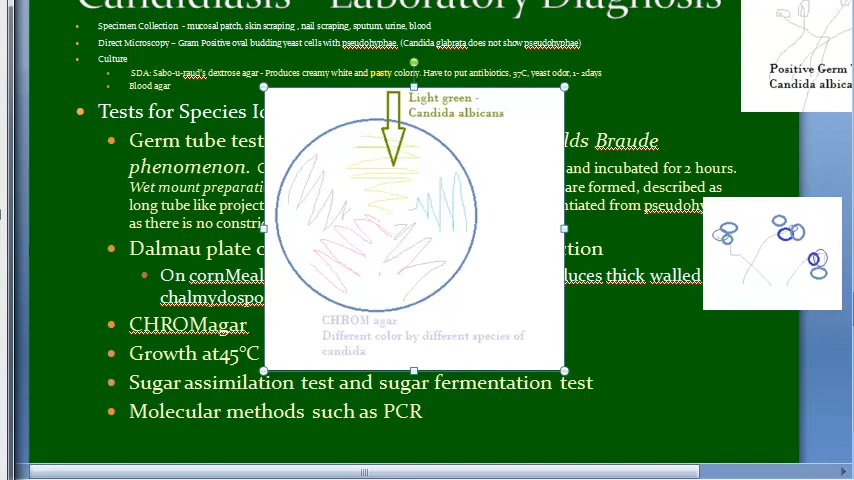 Candidiasis – Laboratory Diagnosis
Specimen Collection - mucosal patch, skin scraping , nail scraping, sputum, urine, blood
Direct Microscopy – Gram Positive oval budding yeast cells with pseudohyphae, (Candida glabrata does not show pseudophyae)
Culture
SDA: Sabo-u-raud's dextrose agar - Produces creamy white and pasty colony. Have to put antibiotics, 37C, yeast odor, 1- 2days
Blood agar
Tests for Species Id
Germ tube test
lds Braude
phenomenon.
and incubated for 2 hours.
Wet mount preparati
are formed, described as
long tube like project
ntiated from pseudohy
as there is no constric
Dalmau plate c
ction
On cornMeal
duces thick walled
chalmydospo
CHROMagar
Growth at45°C
Sugar assimilation test and sugar fermentation test
Molecular methods such as PCR
Light green -
Candida albicans
CHROM agar
Different color by different species of
candida
Positive Germ
Candida albica